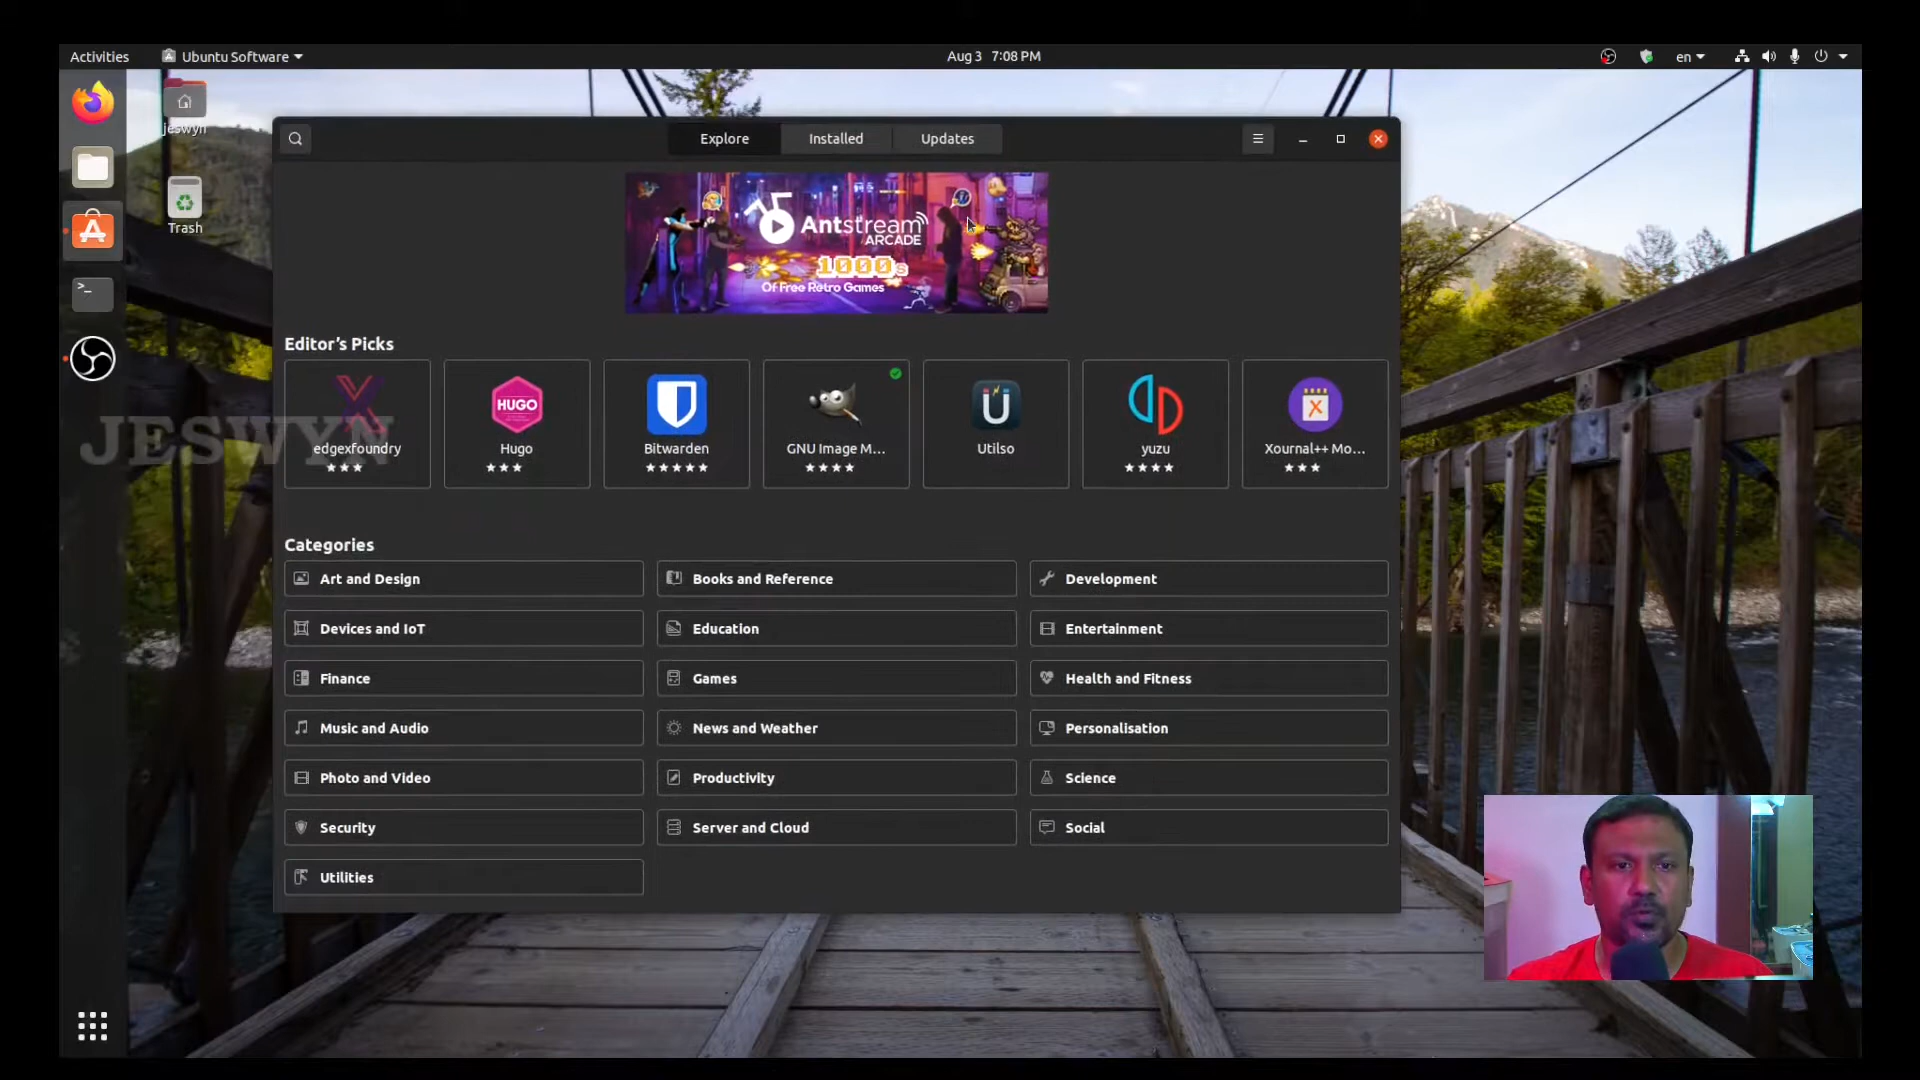 Activities
Ubuntu Software
Aug 3 7:08 PM
en
jeswyn
Trash
Explore
Installed
Updates
Antstream
ARCADE
1000s
Of Free Retro Games
Editor's Picks
edgexfoundry
HUGO
Hugo
Bitwarden
GNU Image M...
Utilso
yuzu
Xournal++ Mo...
JESWYN
Categories
Art and Design
Books and Reference
Development
Devices and IoT
Education
Entertainment
Finance
Games
Health and Fitness
Music and Audio
News and Weather
Personalisation
Photo and Video
Productivity
Science
Security
Server and Cloud
Social
Utilities